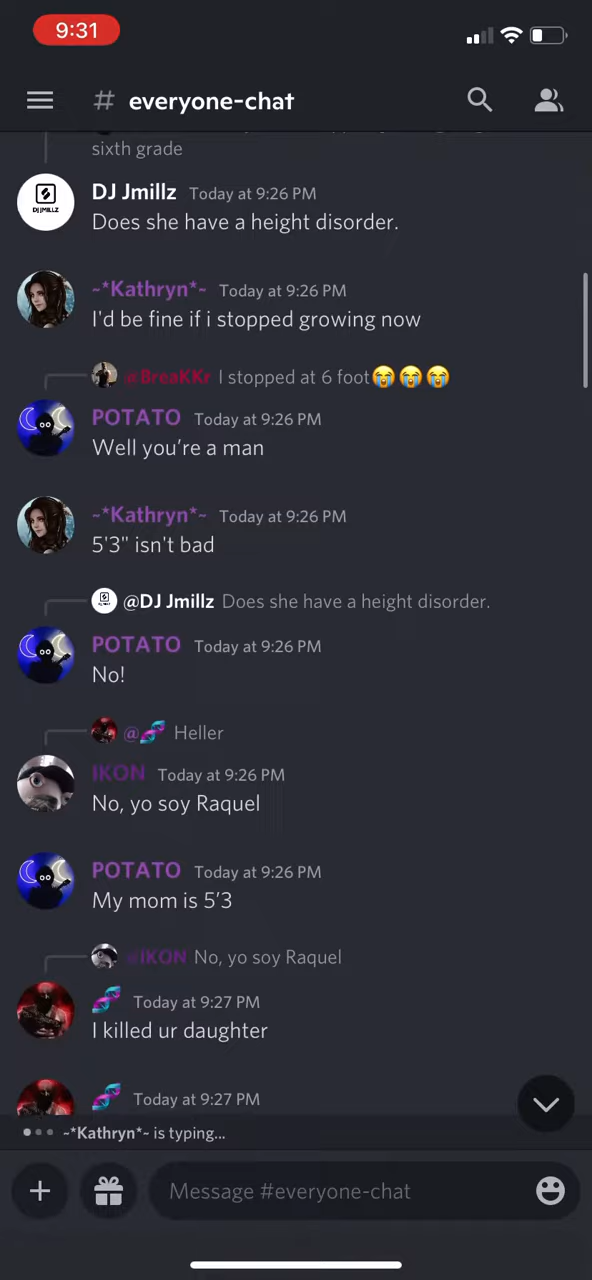 9:31
# everyone-chat
sixth grade
DJ Jmillz Today at 9:26 PM
Does she have a height disorder.
~*Kathryn*~ Today at 9:26 PM
I'd be fine if i stopped growing now
@BreaKKr I stopped at 6 foot😭😭😭
POTATO Today at 9:26 PM
Well you're a man
~*Kathryn*~ Today at 9:26 PM
5'3" isn't bad
@DJ Jmillz Does she have a height disorder.
POTATO Today at 9:26 PM
No!
@🧬 Heller
IKON Today at 9:26 PM
No, yo soy Raquel
POTATO Today at 9:26 PM
My mom is 5'3
@IKON No, yo soy Raquel
🧬 Today at 9:27 PM
I killed ur daughter
🧬 Today at 9:27 PM
~*Kathryn*~ is typing...
Message #everyone-chat